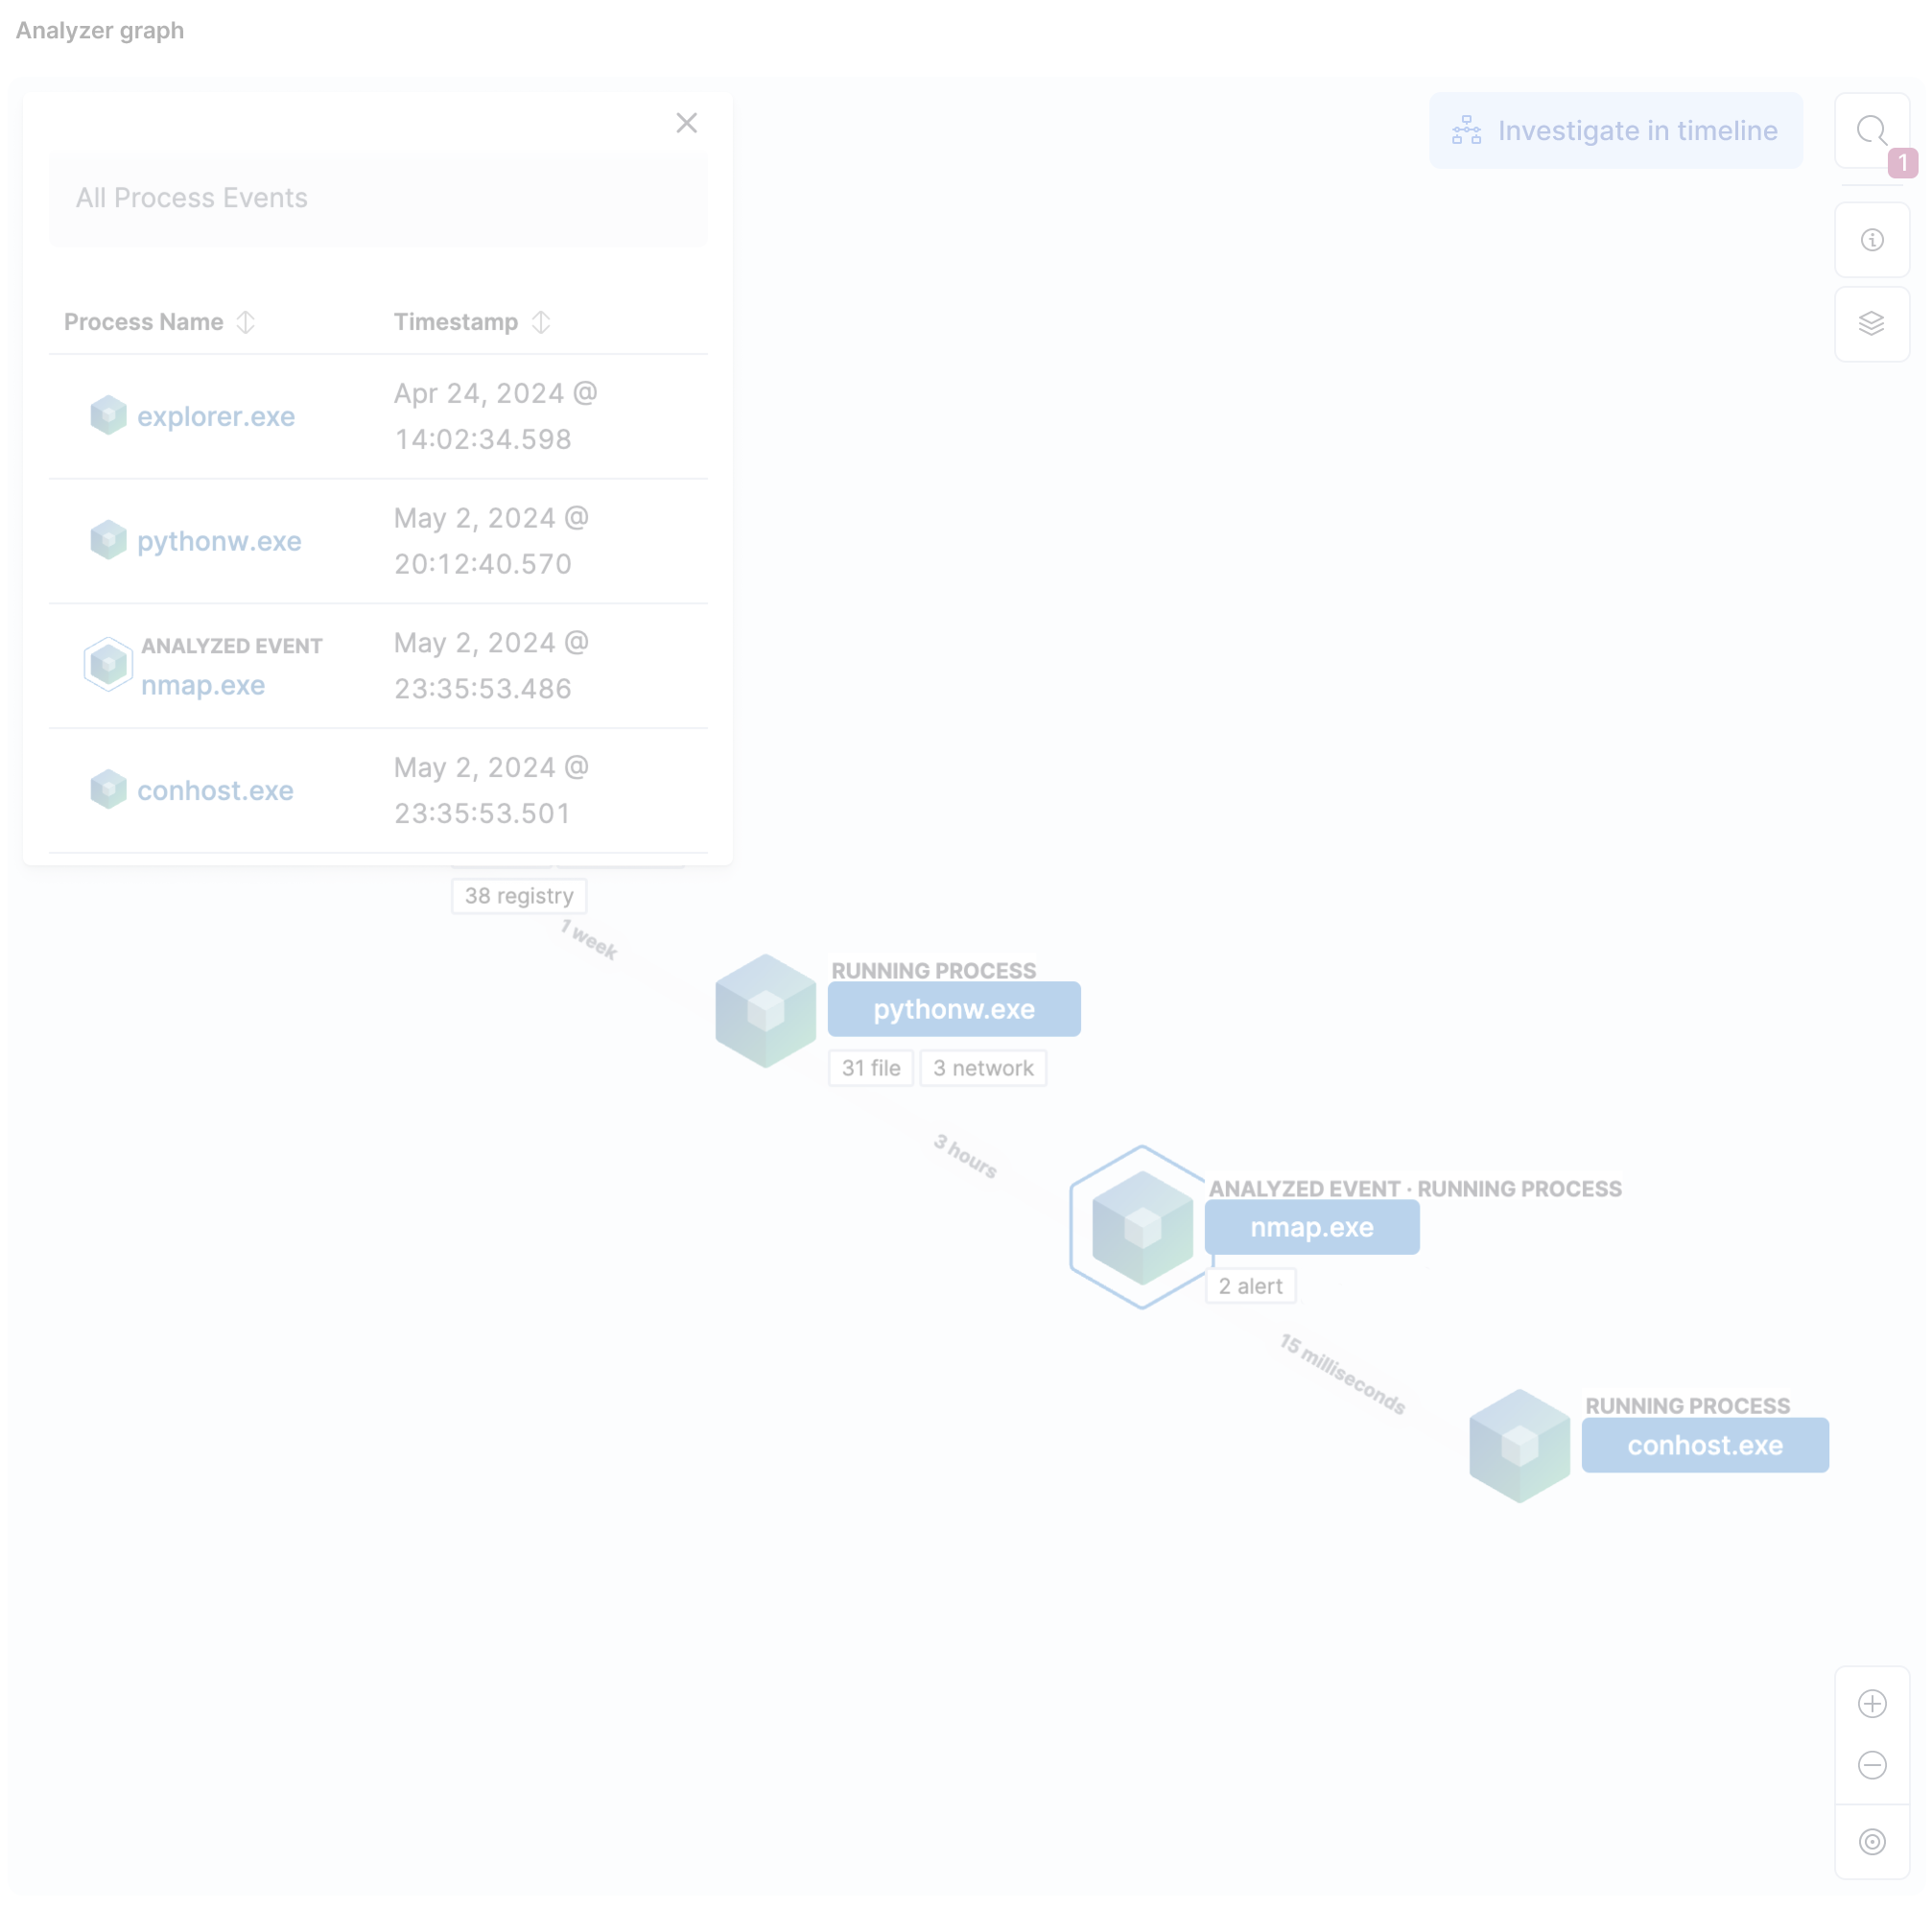 Analyzer graph
Investigate in timeline
1
All Process Events
Process Name
Timestamp
explorer.exe
Apr 24, 2024 @
14:02:34.598
pythonw.exe
May 2, 2024 @
20:12:40.570
ANALYZED EVENT
nmap.exe
May 2, 2024 @
23:35:53.486
conhost.exe
May 2, 2024 @
23:35:53.501
38 registry
1 week
RUNNING PROCESS
pythonw.exe
31 file
3 network
3 hours
ANALYZED EVENT · RUNNING PROCESS
nmap.exe
2 alert
15 milliseconds
RUNNING PROCESS
conhost.exe